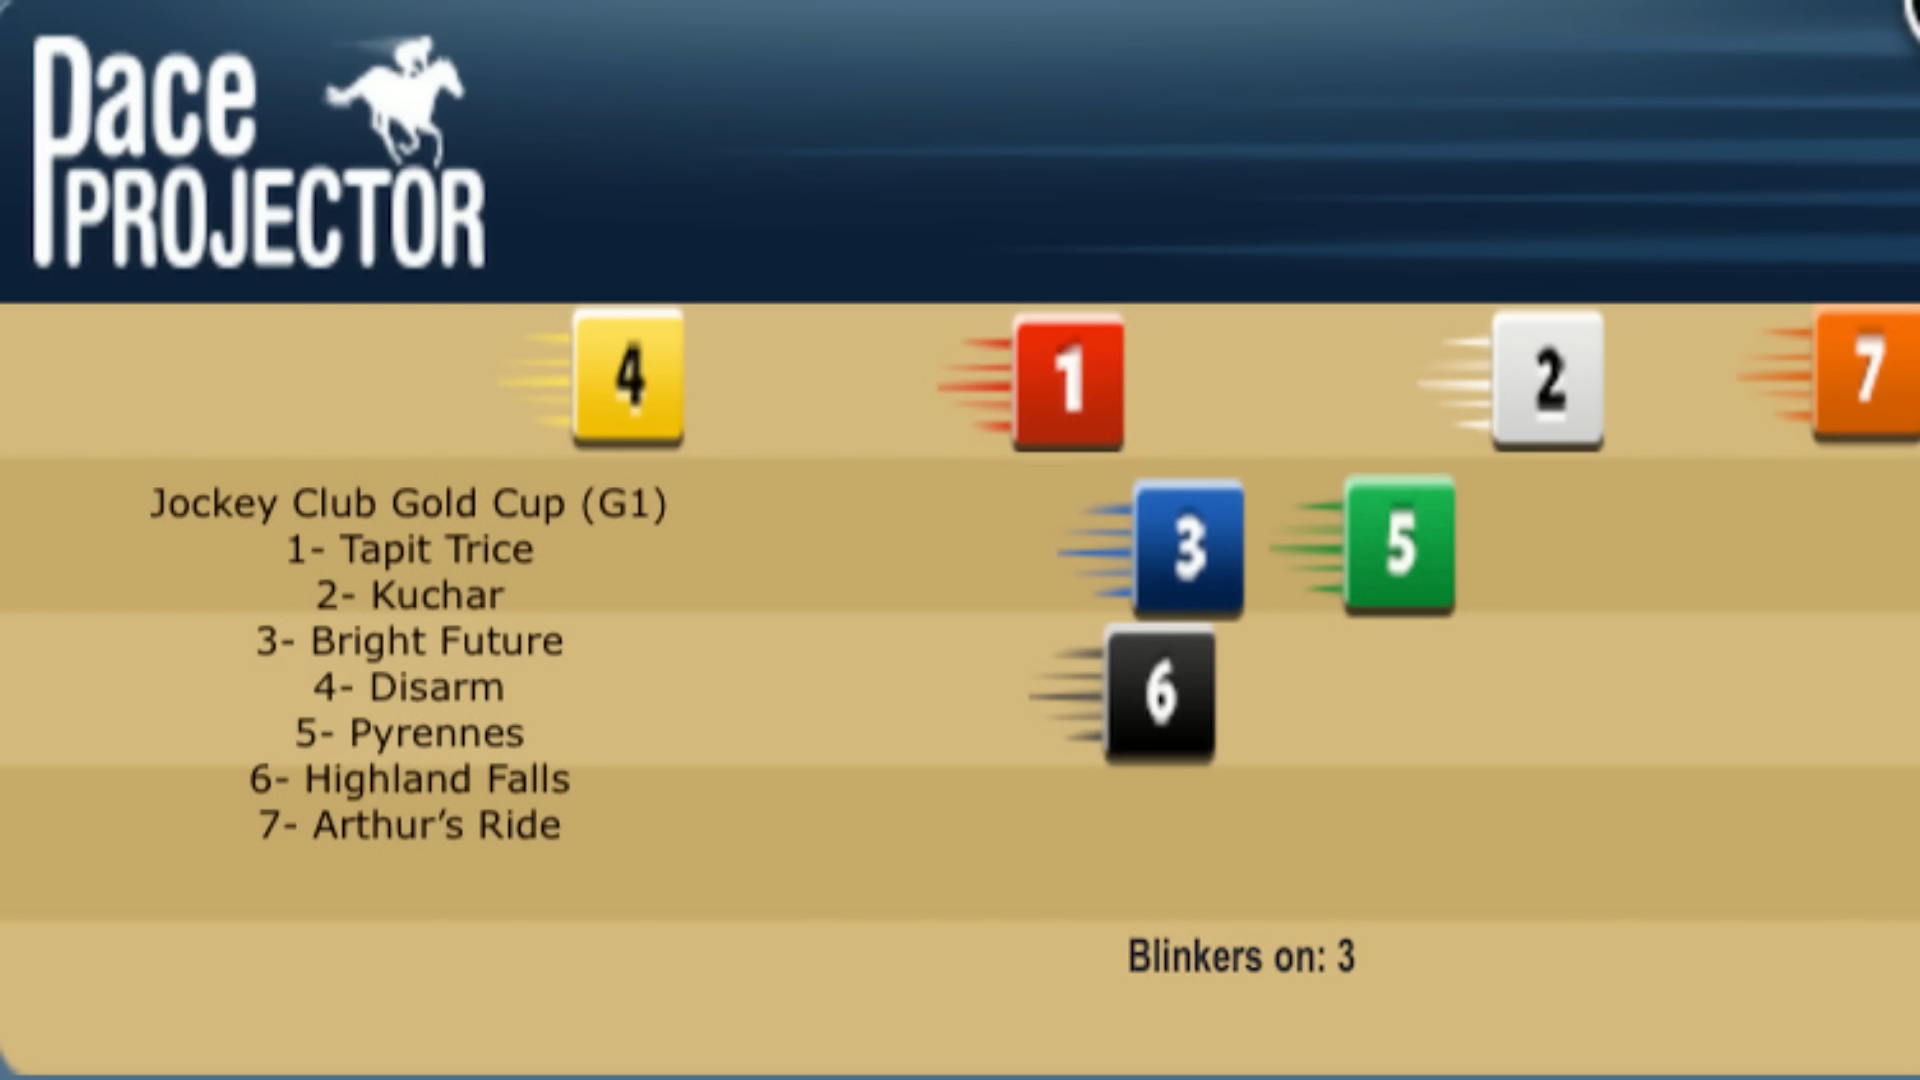 Pace
PROJECTOR
4 1 2 7
3 5
6
Jockey Club Gold Cup (G1)
1- Tapit Trice
2- Kuchar
3- Bright Future
4- Disarm
5- Pyrennes
6- Highland Falls
7- Arthur’s Ride
Blinkers on: 3